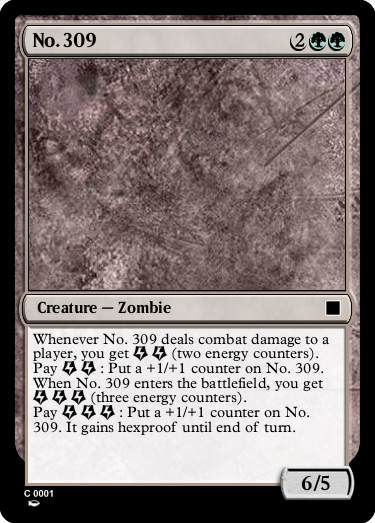 No. 309 2
Creature — Zombie
Whenever No. 309 deals combat damage to a
player, you get (two energy counters).
Pay : Put a +1/+1 counter on No. 309.
When No. 309 enters the battlefield, you get
(three energy counters).
Pay : Put a +1/+1 counter on No.
309. It gains hexproof until end of turn.
6/5
C 0001